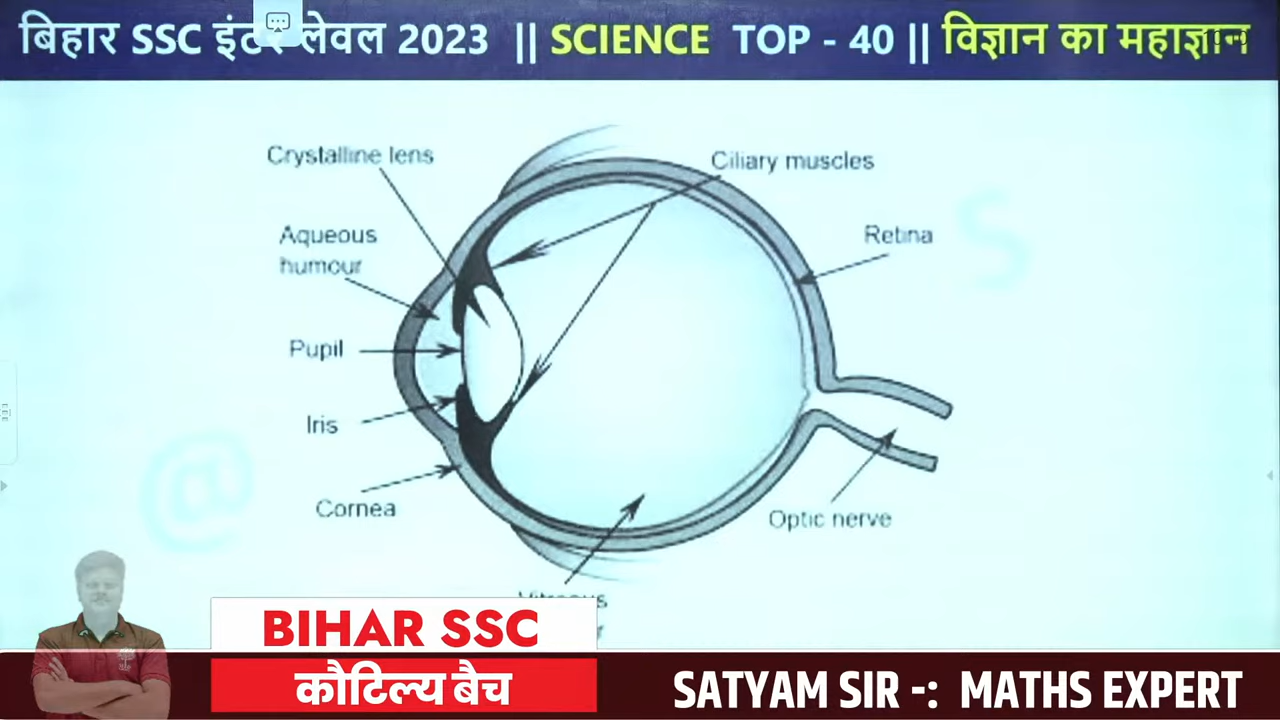 बिहार SSC इंटर लेवल 2023 || SCIENCE TOP - 40 || विज्ञान का महाज्ञान
Crystalline lens
Ciliary muscles
Aqueous
humour
Retina
Pupil
Iris
Cornea
Optic nerve
@
S
BIHAR SSC
कौटिल्य बैच
SATYAM SIR -: MATHS EXPERT